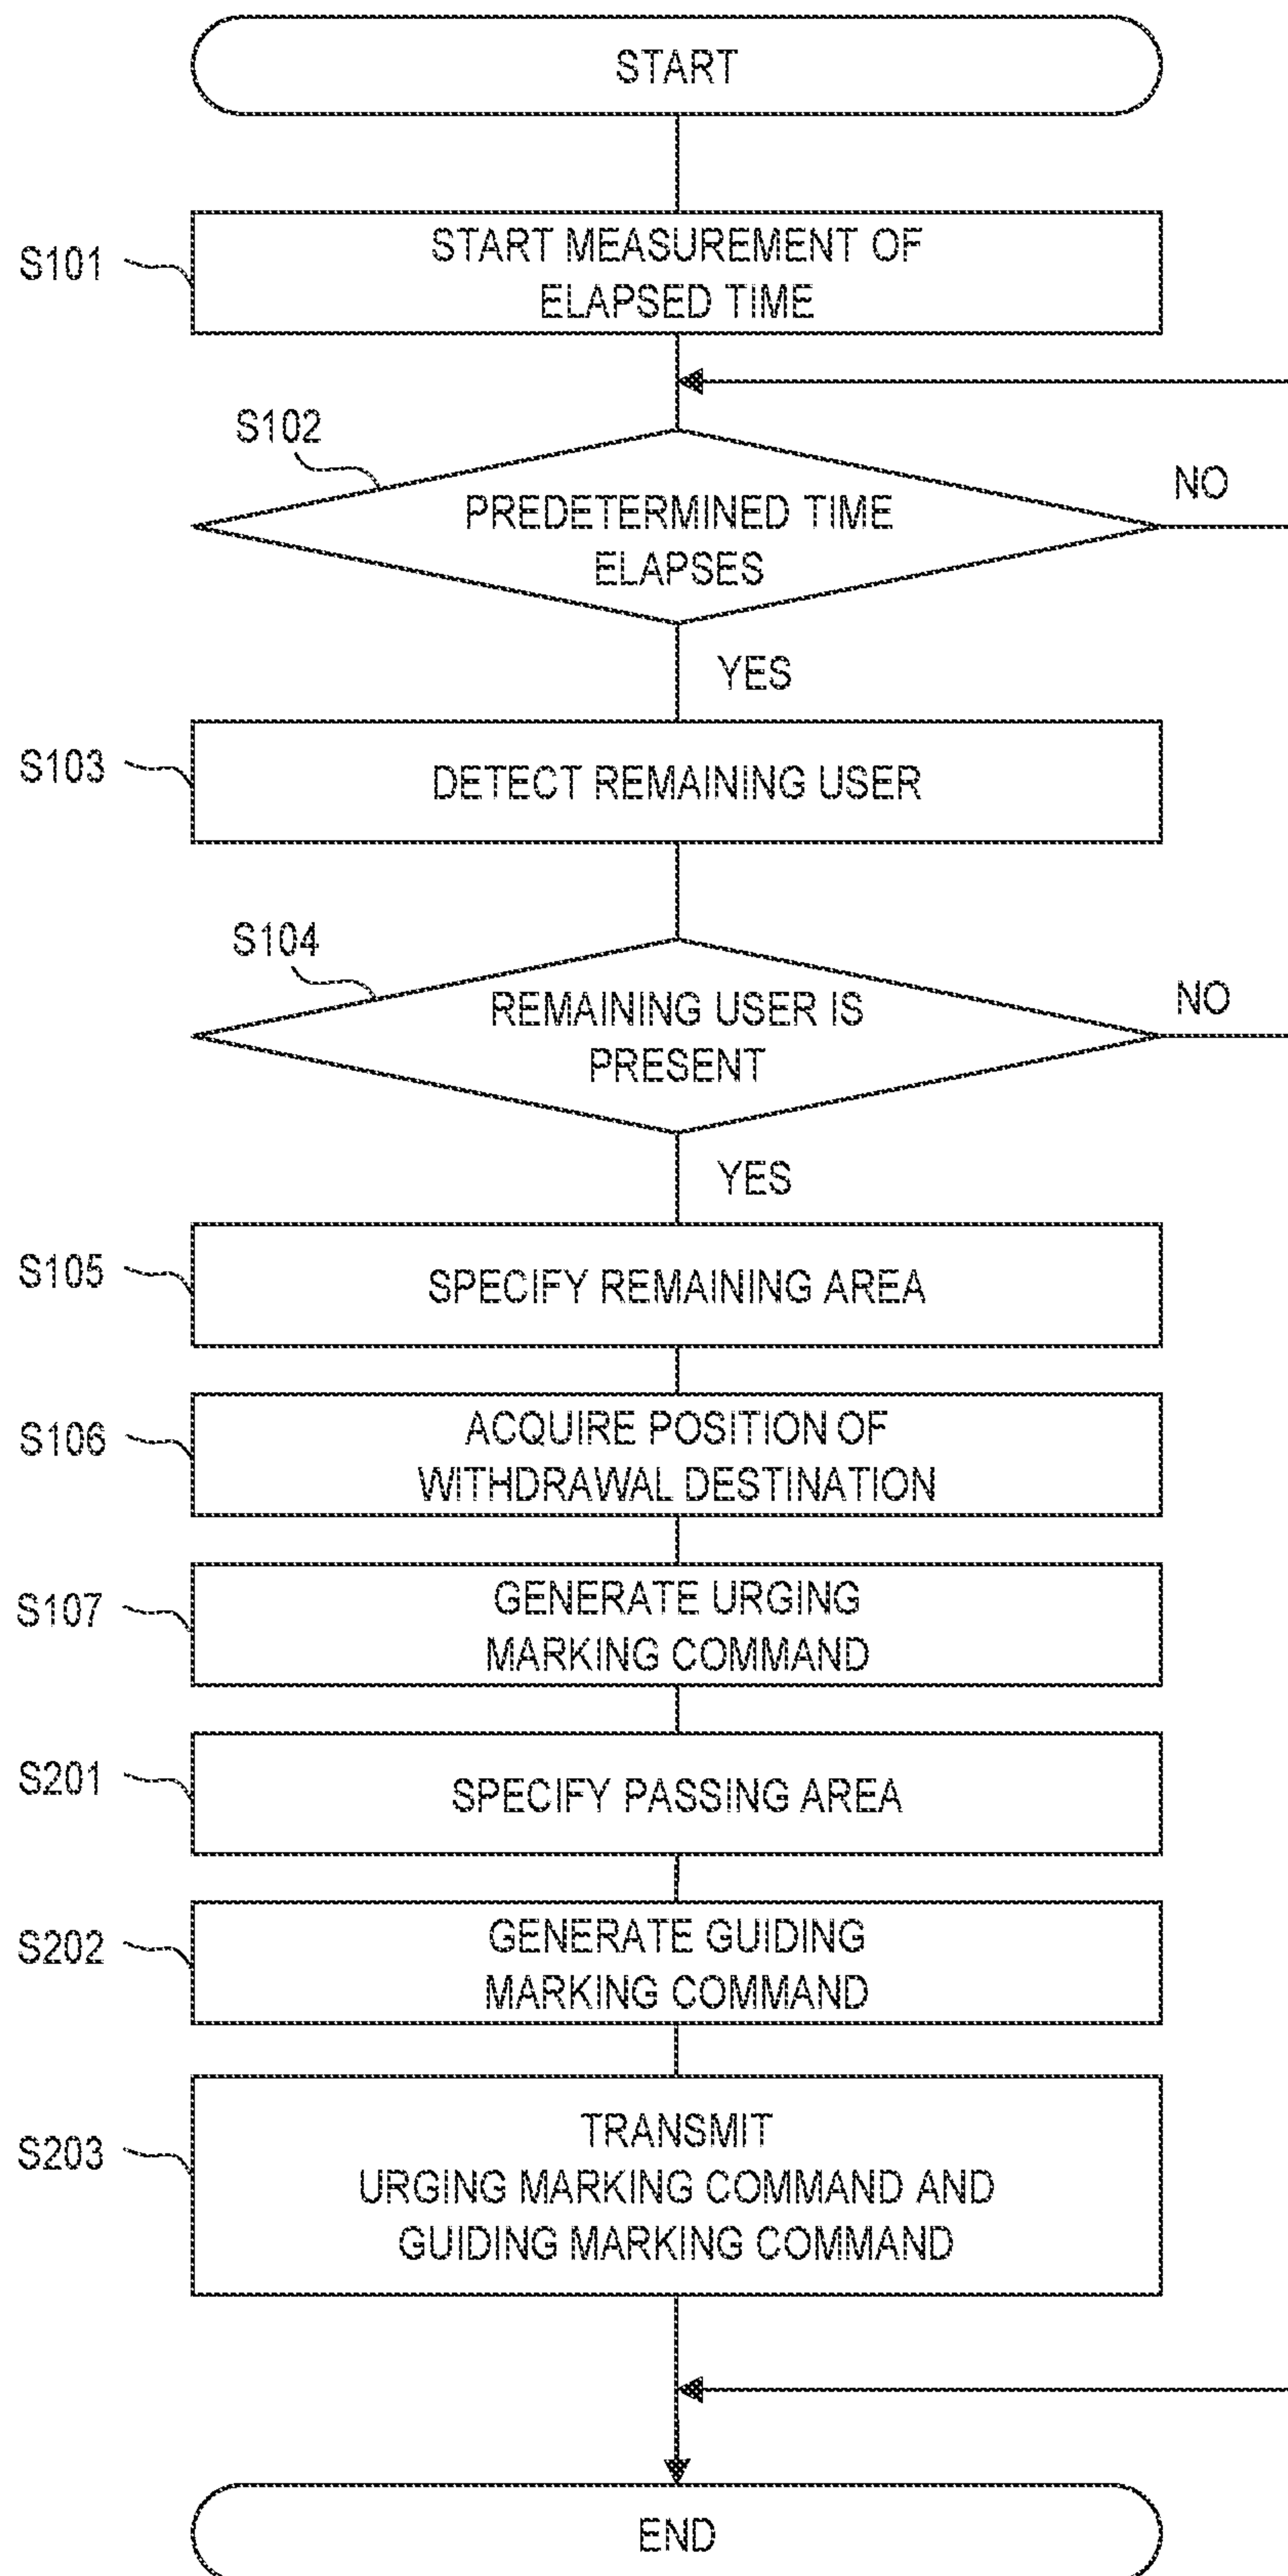 START
S101
START MEASUREMENT OF
ELAPSED TIME
S102
PREDETERMINED TIME
ELAPSES
NO
YES
S103
DETECT REMAINING USER
S104
REMAINING USER IS
PRESENT
NO
YES
S105
SPECIFY REMAINING AREA
S106
ACQUIRE POSITION OF
WITHDRAWAL DESTINATION
S107
GENERATE URGING
MARKING COMMAND
S201
SPECIFY PASSING AREA
S202
GENERATE GUIDING
MARKING COMMAND
S203
TRANSMIT
URGING MARKING COMMAND AND
GUIDING MARKING COMMAND
END